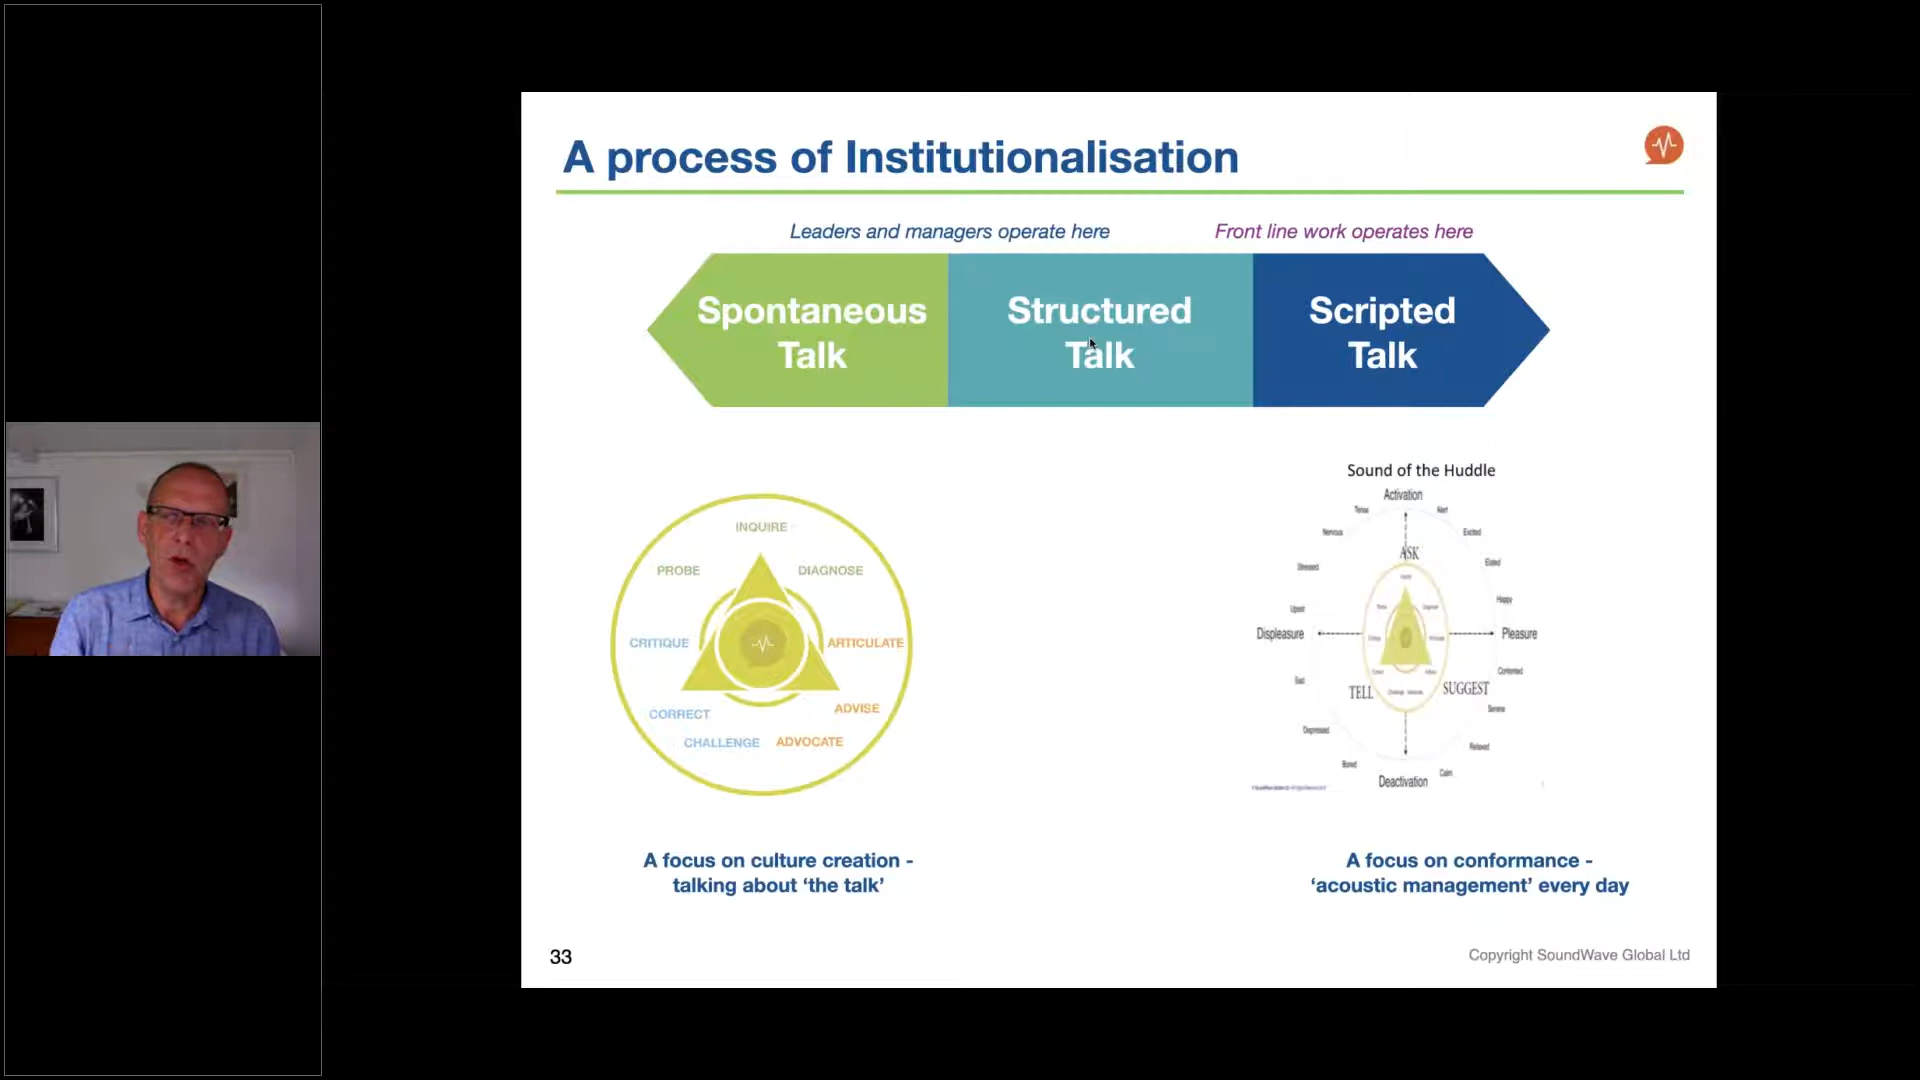 A process of Institutionalisation
Leaders and managers operate here
Front line work operates here
Spontaneous
Talk
Structured
Talk
Scripted
Talk
INQUIRE
PROBE
DIAGNOSE
CRITIQUE
ARTICULATE
CORRECT
ADVISE
CHALLENGE
ADVOCATE
Sound of the Huddle
Activation
Tense
Alert
Nervous
Excited
ASK
Stressed
Elated
Upset
Happy
Displeasure
Pleasure
Sad
Contented
TELL
SUGGEST
Serene
Depressed
Relaxed
Bored
Calm
Deactivation
A focus on culture creation -
talking about ‘the talk’
A focus on conformance -
‘acoustic management’ every day
33
Copyright SoundWave Global Ltd